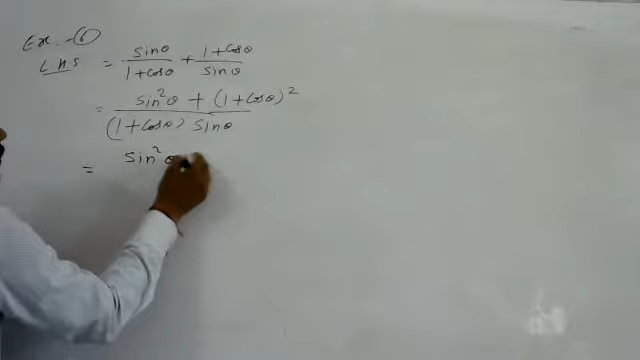 Ex. - 6
LHS = sinθ / 1+cosθ + 1+cosθ / sinθ
= sin²θ + (1+cosθ)² / (1+cosθ) sinθ
= sin²θ